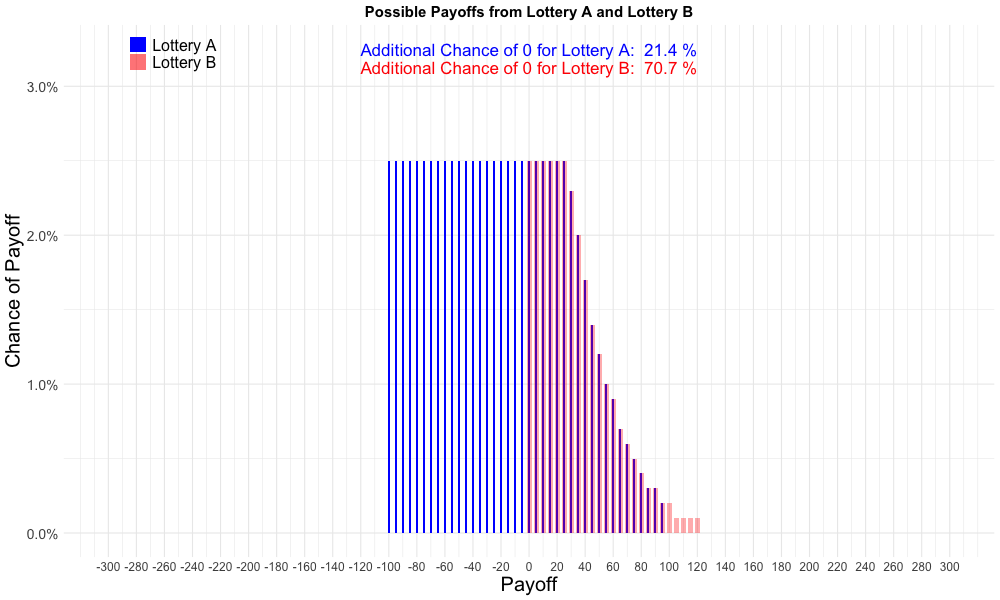 Possible Payoffs from Lottery A and Lottery B
Lottery A
Lottery B
Additional Chance of 0 for Lottery A: 21.4 %
Additional Chance of 0 for Lottery B: 70.7 %
Chance of Payoff
3.0%
2.0%
1.0%
0.0%
-300 -280 -260 -240 -220 -200 -180 -160 -140 -120 -100 -80 -60 -40 -20 0 20 40 60 80 100 120 140 160 180 200 220 240 260 280 300
Payoff